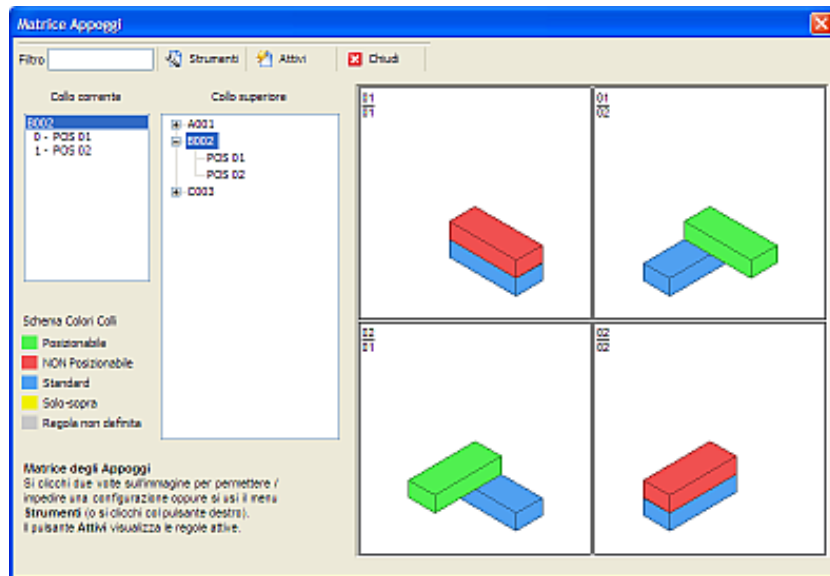 Matrice Appoggi
Filtro Strumenti Attivi Chiudi
Collo corrente Collo superiore
B002
0 - POS 01
1 - POS 02
A001
B002
POS 01
POS 02
C003
01
01
01
02
02
01
02
02
Schema Colori Colli
Posizionabile
NON Posizionabile
Standard
Solo-sopra
Regola non definita
Matrice degli Appoggi
Si clicchi due volte sull'immagine per permettere /
impedire una configurazione oppure si usi il menu
Strumenti (o si clicchi col pulsante destro).
Il pulsante Attivi visualizza le regole attive.